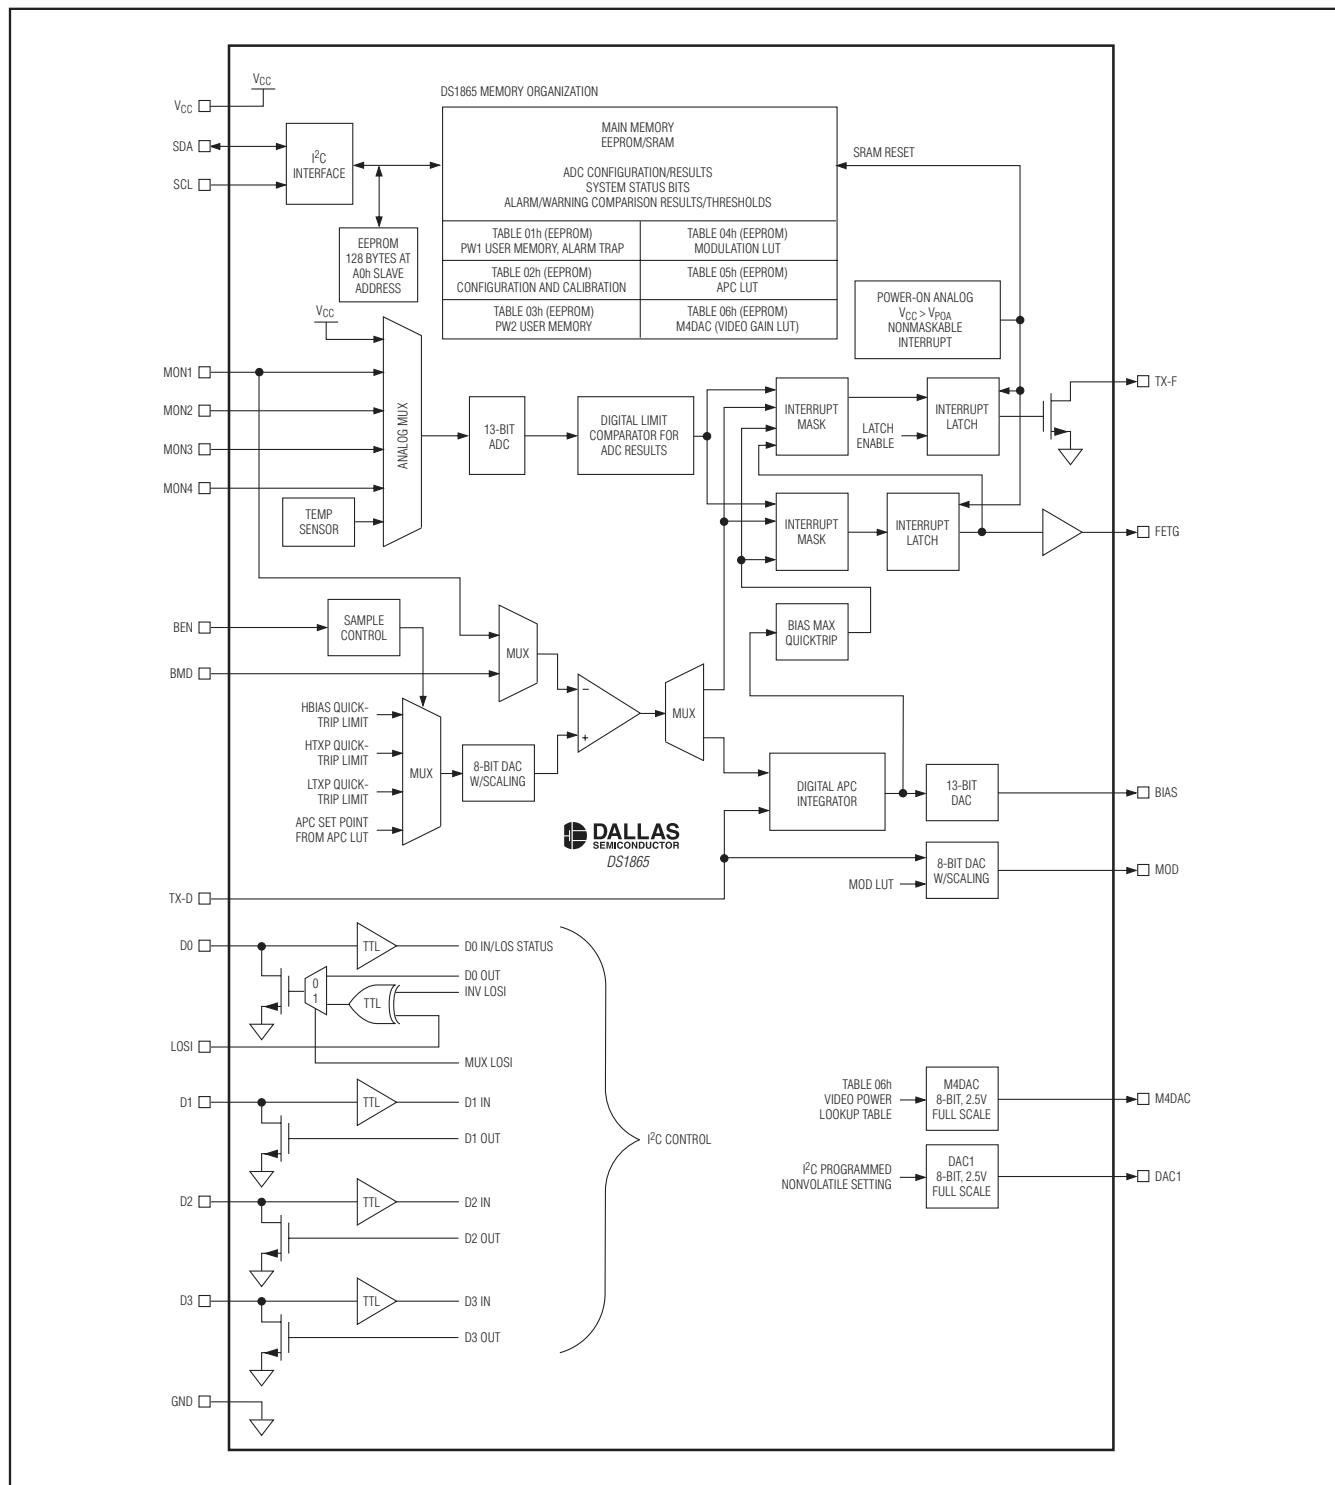 VCC
VCC
SDA
SCL
I2C
INTERFACE
EEPROM
128 BYTES AT
A0h SLAVE
ADDRESS
DS1865 MEMORY ORGANIZATION
MAIN MEMORY
EEPROM/SRAM
ADC CONFIGURATION/RESULTS
SYSTEM STATUS BITS
ALARM/WARNING COMPARISON RESULTS/THRESHOLDS
TABLE 01h (EEPROM)
PW1 USER MEMORY, ALARM TRAP
TABLE 04h (EEPROM)
MODULATION LUT
TABLE 02h (EEPROM)
CONFIGURATION AND CALIBRATION
TABLE 05h (EEPROM)
APC LUT
TABLE 03h (EEPROM)
PW2 USER MEMORY
TABLE 06h (EEPROM)
M4DAC (VIDEO GAIN LUT)
SRAM RESET
POWER-ON ANALOG
VCC > VPOA
NONMASKABLE
INTERRUPT
VCC
MON1
MON2
MON3
MON4
TEMP
SENSOR
ANALOG MUX
13-BIT
ADC
DIGITAL LIMIT
COMPARATOR FOR
ADC RESULTS
INTERRUPT
MASK
LATCH
ENABLE
INTERRUPT
LATCH
TX-F
INTERRUPT
MASK
INTERRUPT
LATCH
FETG
BEN
SAMPLE
CONTROL
BMD
MUX
BIAS MAX
QUICKTRIP
HBIAS QUICK-
TRIP LIMIT
HTXP QUICK-
TRIP LIMIT
LTXP QUICK-
TRIP LIMIT
APC SET POINT
FROM APC LUT
MUX
8-BIT DAC
W/SCALING
−
+
MUX
DIGITAL APC
INTEGRATOR
13-BIT
DAC
BIAS
DALLAS
SEMICONDUCTOR
DS1865
8-BIT DAC
W/SCALING
MOD LUT
MOD
TX-D
D0
TTL
D0 IN/LOS STATUS
0
1
D0 OUT
TTL
INV LOSI
LOSI
MUX LOSI
D1
TTL
D1 IN
D1 OUT
I2C CONTROL
D2
TTL
D2 IN
D2 OUT
D3
TTL
D3 IN
D3 OUT
GND
TABLE 06h
VIDEO POWER
LOOKUP TABLE
M4DAC
8-BIT, 2.5V
FULL SCALE
M4DAC
I2C PROGRAMMED
NONVOLATILE SETTING
DAC1
8-BIT, 2.5V
FULL SCALE
DAC1